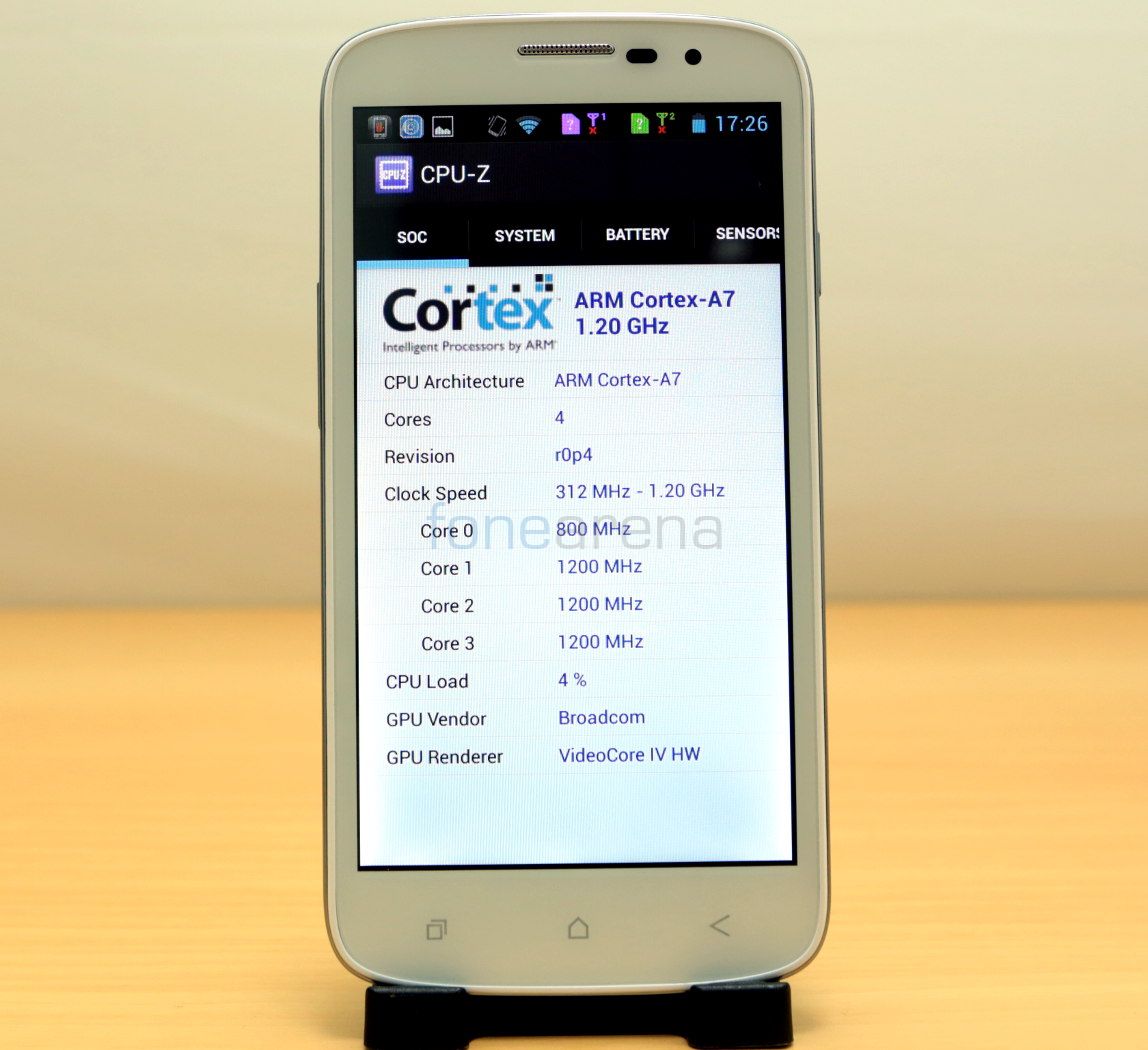 ? 1 ? 2 17:26
CPU-Z CPU-Z
SOC SYSTEM BATTERY SENSORS
Cortex
Intelligent Processors by ARM
ARM Cortex-A7
1.20 GHz
CPU Architecture ARM Cortex-A7
Cores 4
Revision r0p4
Clock Speed 312 MHz - 1.20 GHz
fonearena
Core 0 800 MHz
Core 1 1200 MHz
Core 2 1200 MHz
Core 3 1200 MHz
CPU Load 4 %
GPU Vendor Broadcom
GPU Renderer VideoCore IV HW